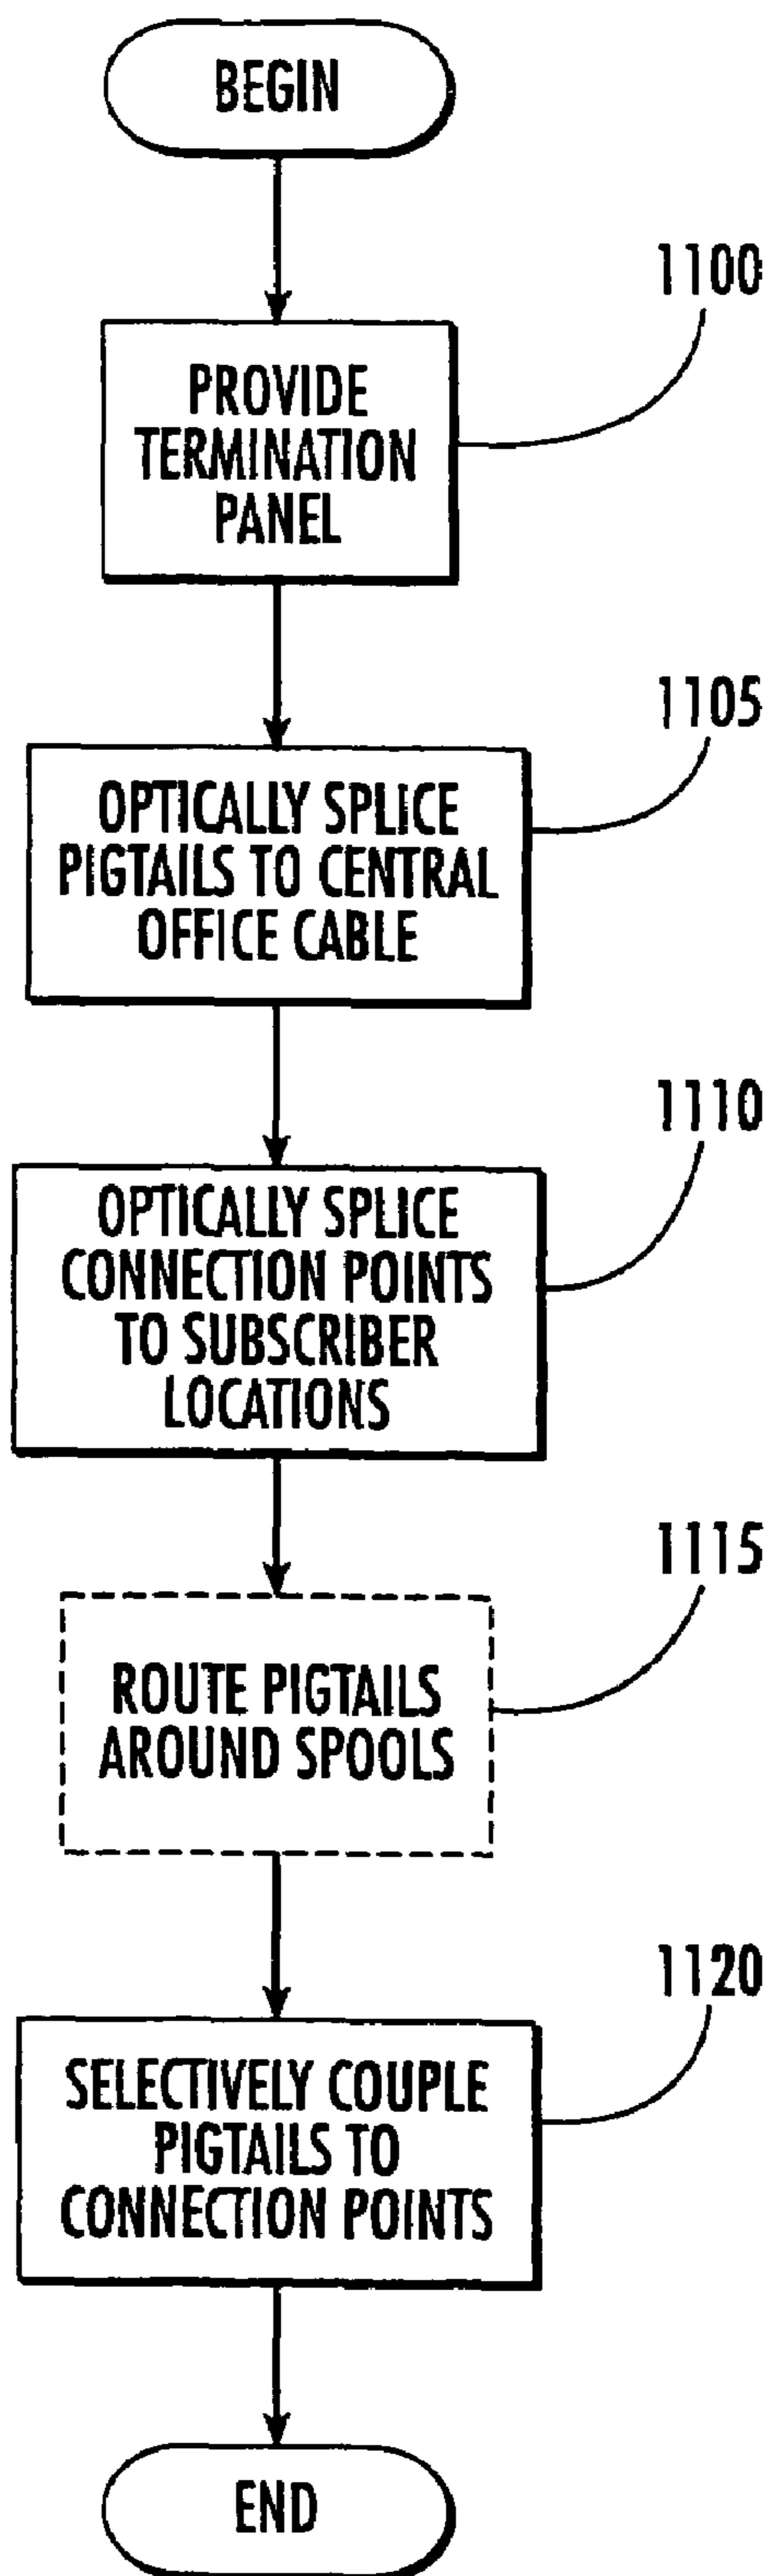 BEGIN
1100
PROVIDE
TERMINATION
PANEL
1105
OPTICALLY SPLICE
PIGTAILS TO CENTRAL
OFFICE CABLE
1110
OPTICALLY SPLICE
CONNECTION POINTS
TO SUBSCRIBER
LOCATIONS
1115
ROUTE PIGTAILS
AROUND SPOOLS
1120
SELECTIVELY COUPLE
PIGTAILS TO
CONNECTION POINTS
END